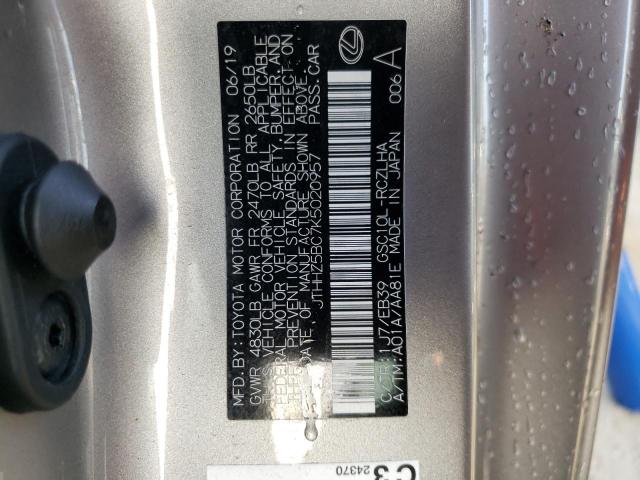 MFD.BY:TOYOTA MOTOR CORPORATION 06/19
GVWR 4830LB GAWR FR 2470LB RR 2650LB
THIS VEHICLE CONFORMS TO ALL APPLICABLE
FEDERAL MOTOR VEHICLE SAFETY, BUMPER, AND
THEFT PREVENTION STANDARDS IN EFFECT ON
THE DATE OF MANUFACTURE SHOWN ABOVE.
JTHHZ5BC7K5020957 PASS.CAR
C/TR:1J7/EB39 GSC10L-RCZLHA
A/TM:A01A/AA81E MADE IN JAPAN 006 A
C3
24370